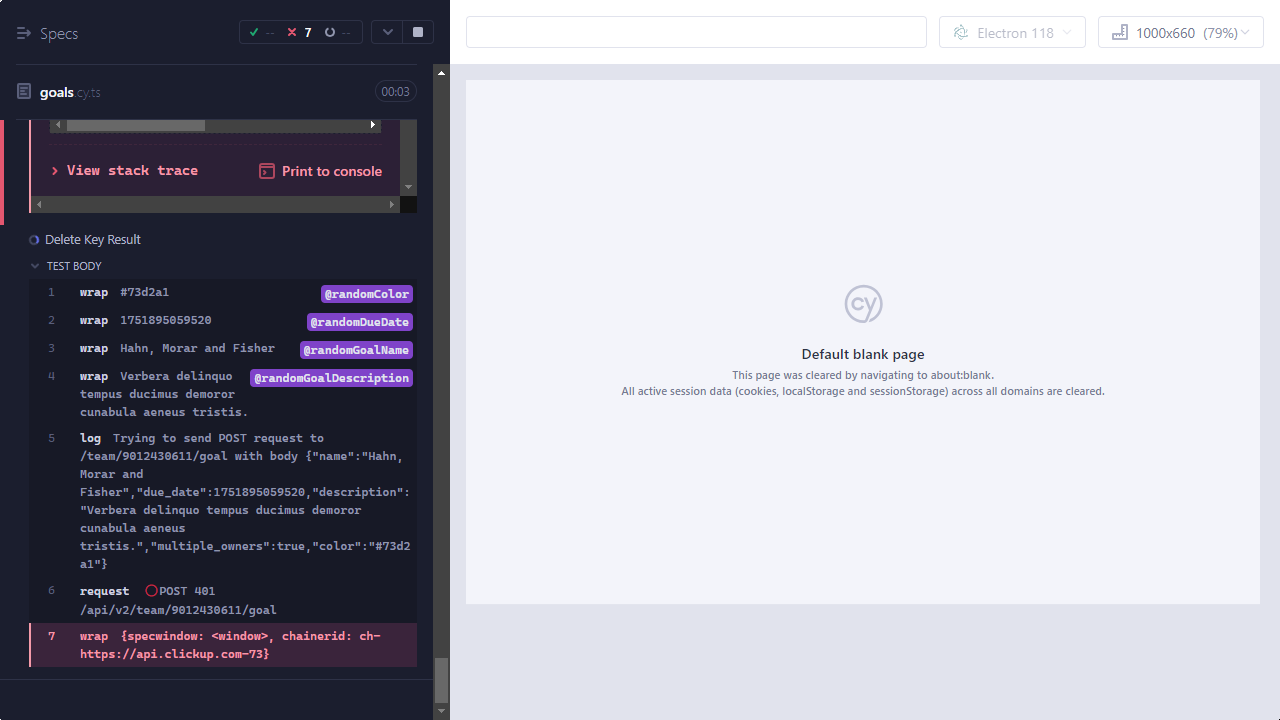 Specs
-- 7 --
Electron 118
1000x660 (79%)
goals.cy.ts
00:03
View stack trace
Print to console
Delete Key Result
TEST BODY
1 wrap #73d2a1 @randomColor
2 wrap 1751895059520 @randomDueDate
3 wrap Hahn, Morar and Fisher @randomGoalName
4 wrap Verbera delinquo @randomGoalDescription
tempus ducimus demoror
cunabula aeneus tristis.
5 log Trying to send POST request to
/team/9012430611/goal with body {"name":"Hahn,
Morar and
Fisher","due_date":1751895059520,"description":
"Verbera delinquo tempus ducimus demoror
cunabula aeneus
tristis.","multiple_owners":true,"color":"#73d2
a1"}
6 request POST 401
/api/v2/team/9012430611/goal
7 wrap {specwindow: <window>, chainerid: ch-
https://api.clickup.com-73}
cy
Default blank page
This page was cleared by navigating to about:blank.
All active session data (cookies, localStorage and sessionStorage) across all domains are cleared.